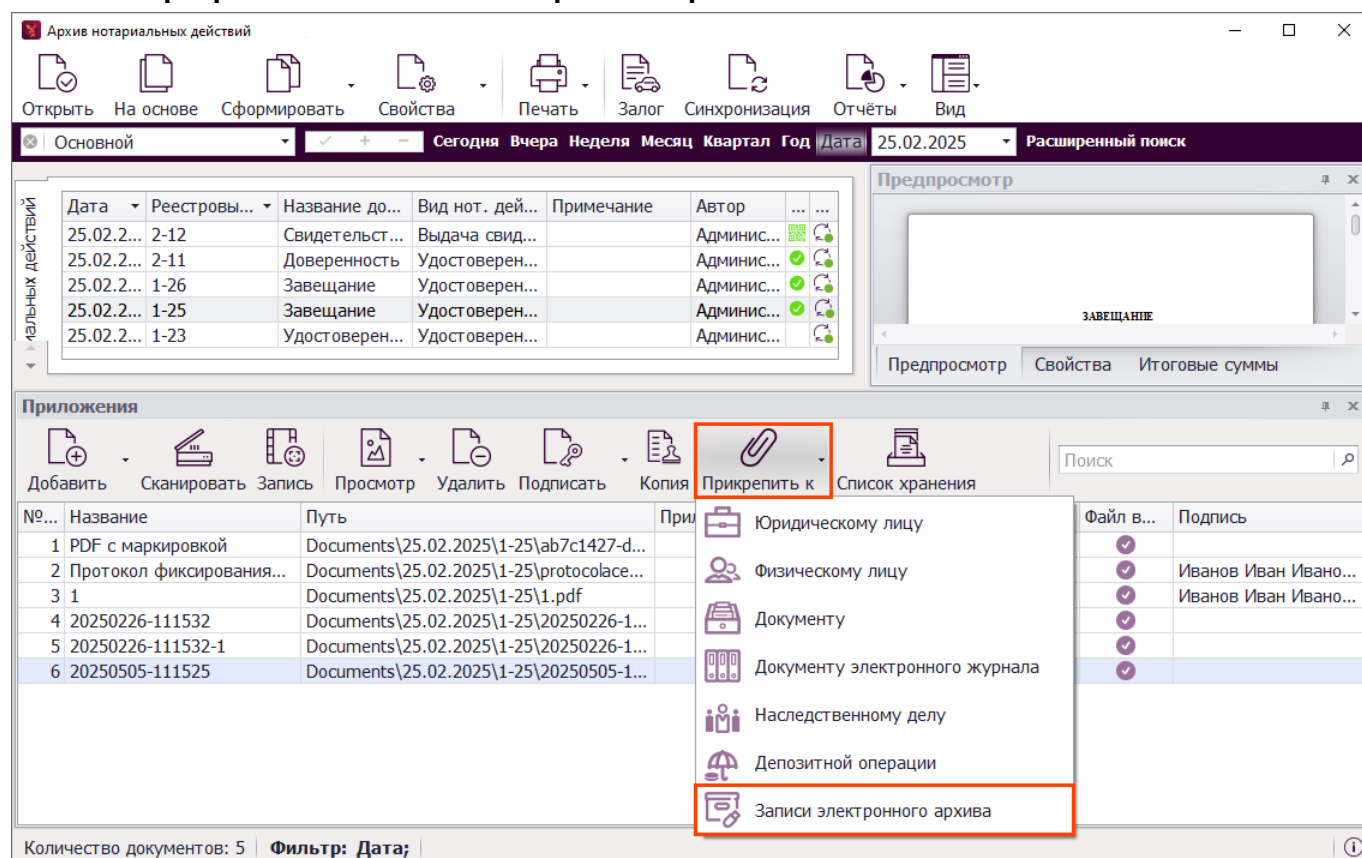 Архив нотариальных действий
Открыть На основе Сформировать Свойства Печать Залог Синхронизация Отчёты Вид
Основной Сегодня Вчера Неделя Месяц Квартал Год Дата 25.02.2025 Расширенный поиск
Предпросмотр
Дата Реестровы... Название до... Вид нот. дей... Примечание Автор ... ...
25.02.2... 2-12 Свидетельст... Выдача свид... Админис...
25.02.2... 2-11 Доверенность Удостоверен... Админис...
25.02.2... 1-26 Завещание Удостоверен... Админис...
25.02.2... 1-25 Завещание Удостоверен... Админис...
25.02.2... 1-23 Удостоверен... Удостоверен... Админис...
ЗАВЕЩАНИЕ
Предпросмотр Свойства Итоговые суммы
Приложения
Добавить Сканировать Запись Просмотр Удалить Подписать Копия Прикрепить к Список хранения
Поиск
№... Название Путь Файл в... Подпись
1 PDF с маркировкой Documents\25.02.2025\1-25\ab7c1427-d...
2 Протокол фиксирования... Documents\25.02.2025\1-25\protocolace... Иванов Иван Ивано...
3 1 Documents\25.02.2025\1-25\1.pdf Иванов Иван Ивано...
4 20250226-111532 Documents\25.02.2025\1-25\20250226-1...
5 20250226-111532-1 Documents\25.02.2025\1-25\20250226-1...
6 20250505-111525 Documents\25.02.2025\1-25\20250505-1...
Юридическому лицу
Физическому лицу
Документу
Документу электронного журнала
Наследственному делу
Депозитной операции
Записи электронного архива
Количество документов: 5 Фильтр: Дата;